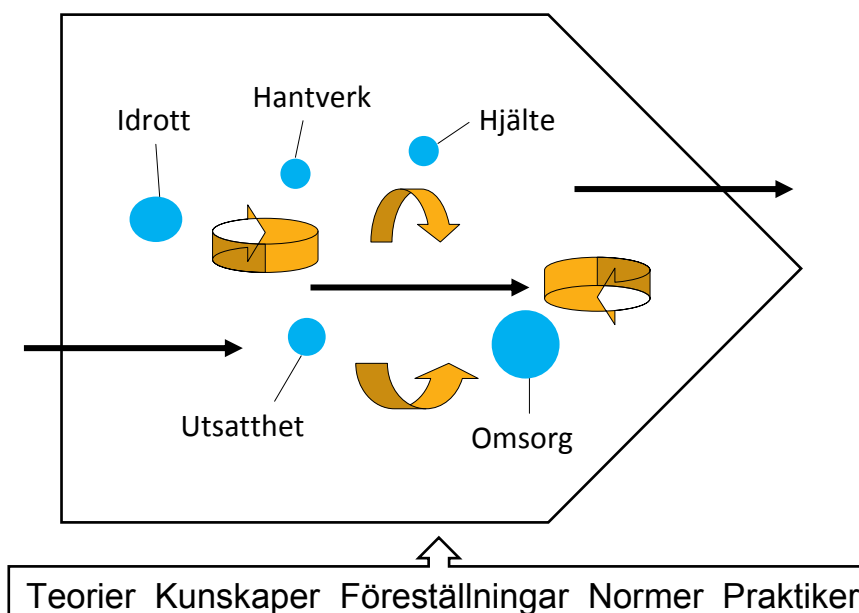 Hantverk
Idrott
Hjälte
Utsatthet
Omsorg
Teorier Kunskaper Föreställningar Normer Praktiker